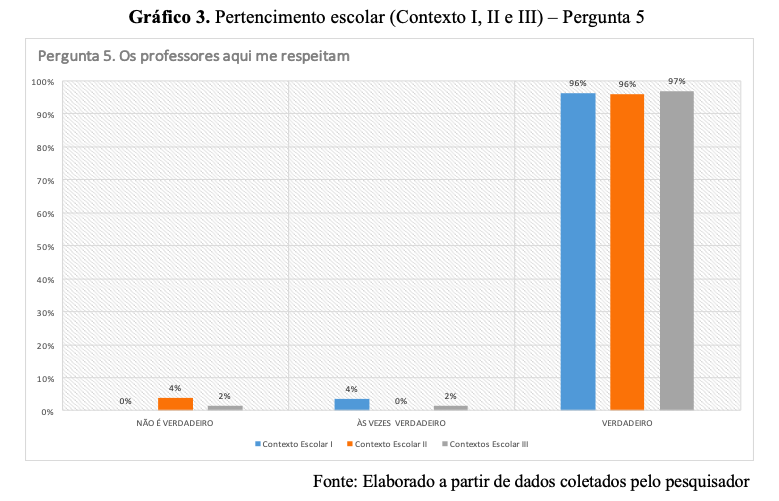 Gráfico 3. Pertencimento escolar (Contexto I, II e III) – Pergunta 5
Pergunta 5. Os professores aqui me respeitam
100%
90%
80%
70%
60%
50%
40%
30%
20%
10%
0%
0% 4% 2%
4% 0% 2%
96% 96% 97%
NÃO É VERDADEIRO ÀS VEZES VERDADEIRO VERDADEIRO
Contexto Escolar I Contexto Escolar II Contextos Escolar III
Fonte: Elaborado a partir de dados coletados pelo pesquisador